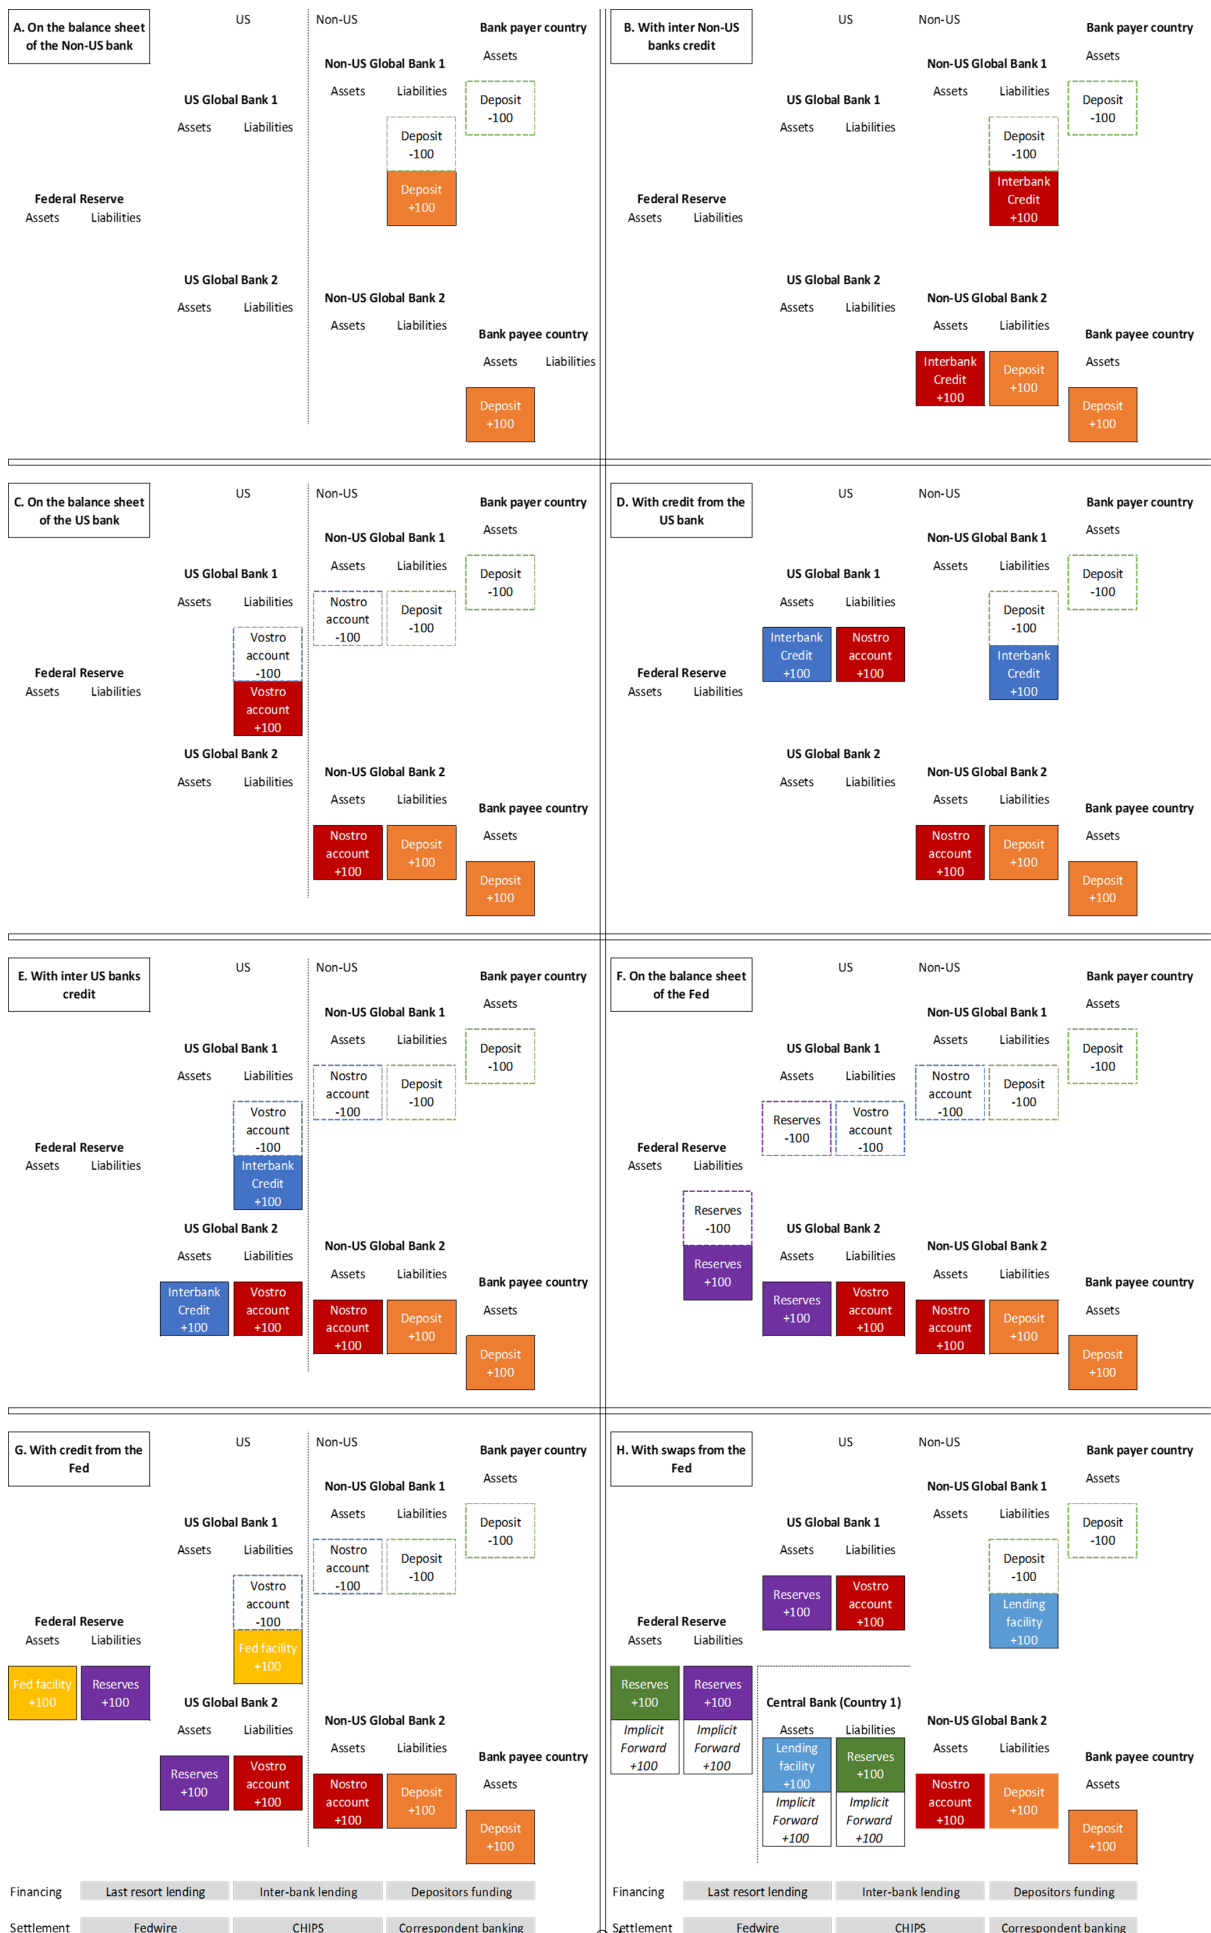 A. On the balance sheet
of the Non-US bank
US
Non-US
Bank payer country
Assets
Non-US Global Bank 1
Assets
Liabilities
Deposit
-100
US Global Bank 1
Assets
Liabilities
Deposit
-100
Deposit
+100
Federal Reserve
Assets
Liabilities
US Global Bank 2
Assets
Liabilities
Non-US Global Bank 2
Assets
Liabilities
Bank payee country
Assets
Liabilities
Deposit
+100
B. With inter Non-US
banks credit
US
Non-US
Bank payer country
Assets
Non-US Global Bank 1
Assets
Liabilities
Deposit
-100
US Global Bank 1
Assets
Liabilities
Deposit
-100
Interbank
Credit
+100
Federal Reserve
Assets
Liabilities
US Global Bank 2
Assets
Liabilities
Non-US Global Bank 2
Assets
Liabilities
Bank payee country
Assets
Interbank
Credit
+100
Deposit
+100
Deposit
+100
C. On the balance sheet
of the US bank
US
Non-US
Bank payer country
Assets
Non-US Global Bank 1
Assets
Liabilities
Deposit
-100
US Global Bank 1
Assets
Liabilities
Nostro
account
-100
Deposit
-100
Vostro
account
-100
Vostro
account
+100
Federal Reserve
Assets
Liabilities
US Global Bank 2
Assets
Liabilities
Non-US Global Bank 2
Assets
Liabilities
Bank payee country
Assets
Nostro
account
+100
Deposit
+100
Deposit
+100
D. With credit from the
US bank
US
Non-US
Bank payer country
Assets
Non-US Global Bank 1
Assets
Liabilities
Deposit
-100
US Global Bank 1
Assets
Liabilities
Deposit
-100
Interbank
Credit
+100
Nostro
account
+100
Interbank
Credit
+100
Federal Reserve
Assets
Liabilities
US Global Bank 2
Assets
Liabilities
Non-US Global Bank 2
Assets
Liabilities
Bank payee country
Assets
Nostro
account
+100
Deposit
+100
Deposit
+100
E. With inter US banks
credit
US
Non-US
Bank payer country
Assets
Non-US Global Bank 1
Assets
Liabilities
Deposit
-100
US Global Bank 1
Assets
Liabilities
Nostro
account
-100
Deposit
-100
Vostro
account
-100
Interbank
Credit
+100
Federal Reserve
Assets
Liabilities
US Global Bank 2
Assets
Liabilities
Non-US Global Bank 2
Assets
Liabilities
Bank payee country
Assets
Interbank
Credit
+100
Vostro
account
+100
Nostro
account
+100
Deposit
+100
Deposit
+100
F. On the balance sheet
of the Fed
US
Non-US
Bank payer country
Assets
Non-US Global Bank 1
Assets
Liabilities
Deposit
-100
US Global Bank 1
Assets
Liabilities
Nostro
account
-100
Deposit
-100
Reserves
-100
Vostro
account
-100
Federal Reserve
Assets
Liabilities
Reserves
-100
Reserves
+100
US Global Bank 2
Assets
Liabilities
Non-US Global Bank 2
Assets
Liabilities
Bank payee country
Assets
Reserves
+100
Vostro
account
+100
Nostro
account
+100
Deposit
+100
Deposit
+100
G. With credit from the
Fed
US
Non-US
Bank payer country
Assets
Non-US Global Bank 1
Assets
Liabilities
Deposit
-100
US Global Bank 1
Assets
Liabilities
Nostro
account
-100
Deposit
-100
Vostro
account
-100
Fed facility
+100
Federal Reserve
Assets
Liabilities
Fed facility
+100
Reserves
+100
US Global Bank 2
Assets
Liabilities
Non-US Global Bank 2
Assets
Liabilities
Bank payee country
Assets
Reserves
+100
Vostro
account
+100
Nostro
account
+100
Deposit
+100
Deposit
+100
Financing
Last resort lending
Inter-bank lending
Depositors funding
Settlement
Fedwire
CHIPS
Correspondent banking
H. With swaps from the
Fed
US
Non-US
Bank payer country
Assets
Non-US Global Bank 1
Assets
Liabilities
Deposit
-100
US Global Bank 1
Assets
Liabilities
Deposit
-100
Reserves
+100
Vostro
account
+100
Lending
facility
+100
Federal Reserve
Assets
Liabilities
Reserves
+100
Reserves
+100
Implicit
Forward
+100
Implicit
Forward
+100
Central Bank (Country 1)
Assets
Liabilities
Lending
facility
+100
Reserves
+100
Implicit
Forward
+100
Implicit
Forward
+100
Non-US Global Bank 2
Assets
Liabilities
Bank payee country
Assets
Nostro
account
+100
Deposit
+100
Deposit
+100
Financing
Last resort lending
Inter-bank lending
Depositors funding
Settlement
Fedwire
CHIPS
Correspondent banking